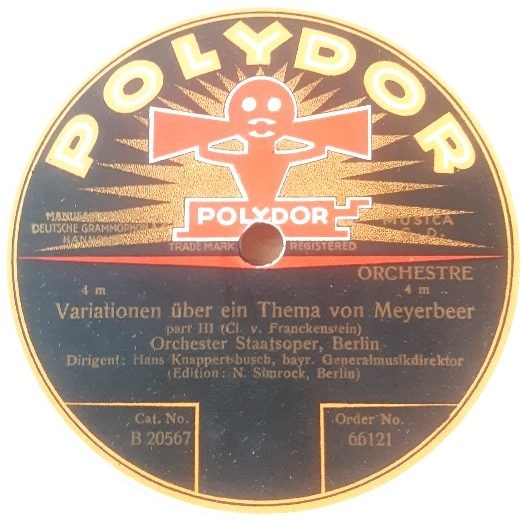 POLYDOR
POLYDOR
DEUTSCHE GRAMMOPHON
TRADE MARK REGISTERED
MUSICA
ORCHESTRE
4 m 4 m
Variationen über ein Thema von Meyerbeer
part III (Cl. v. Franckenstein)
Orchester Staatsoper, Berlin
Dirigent: Hans Knappertsbusch, bayr. Generalmusikdirektor
(Edition: N. Simrock, Berlin)
Cat. No. Order No.
B 20567 66121